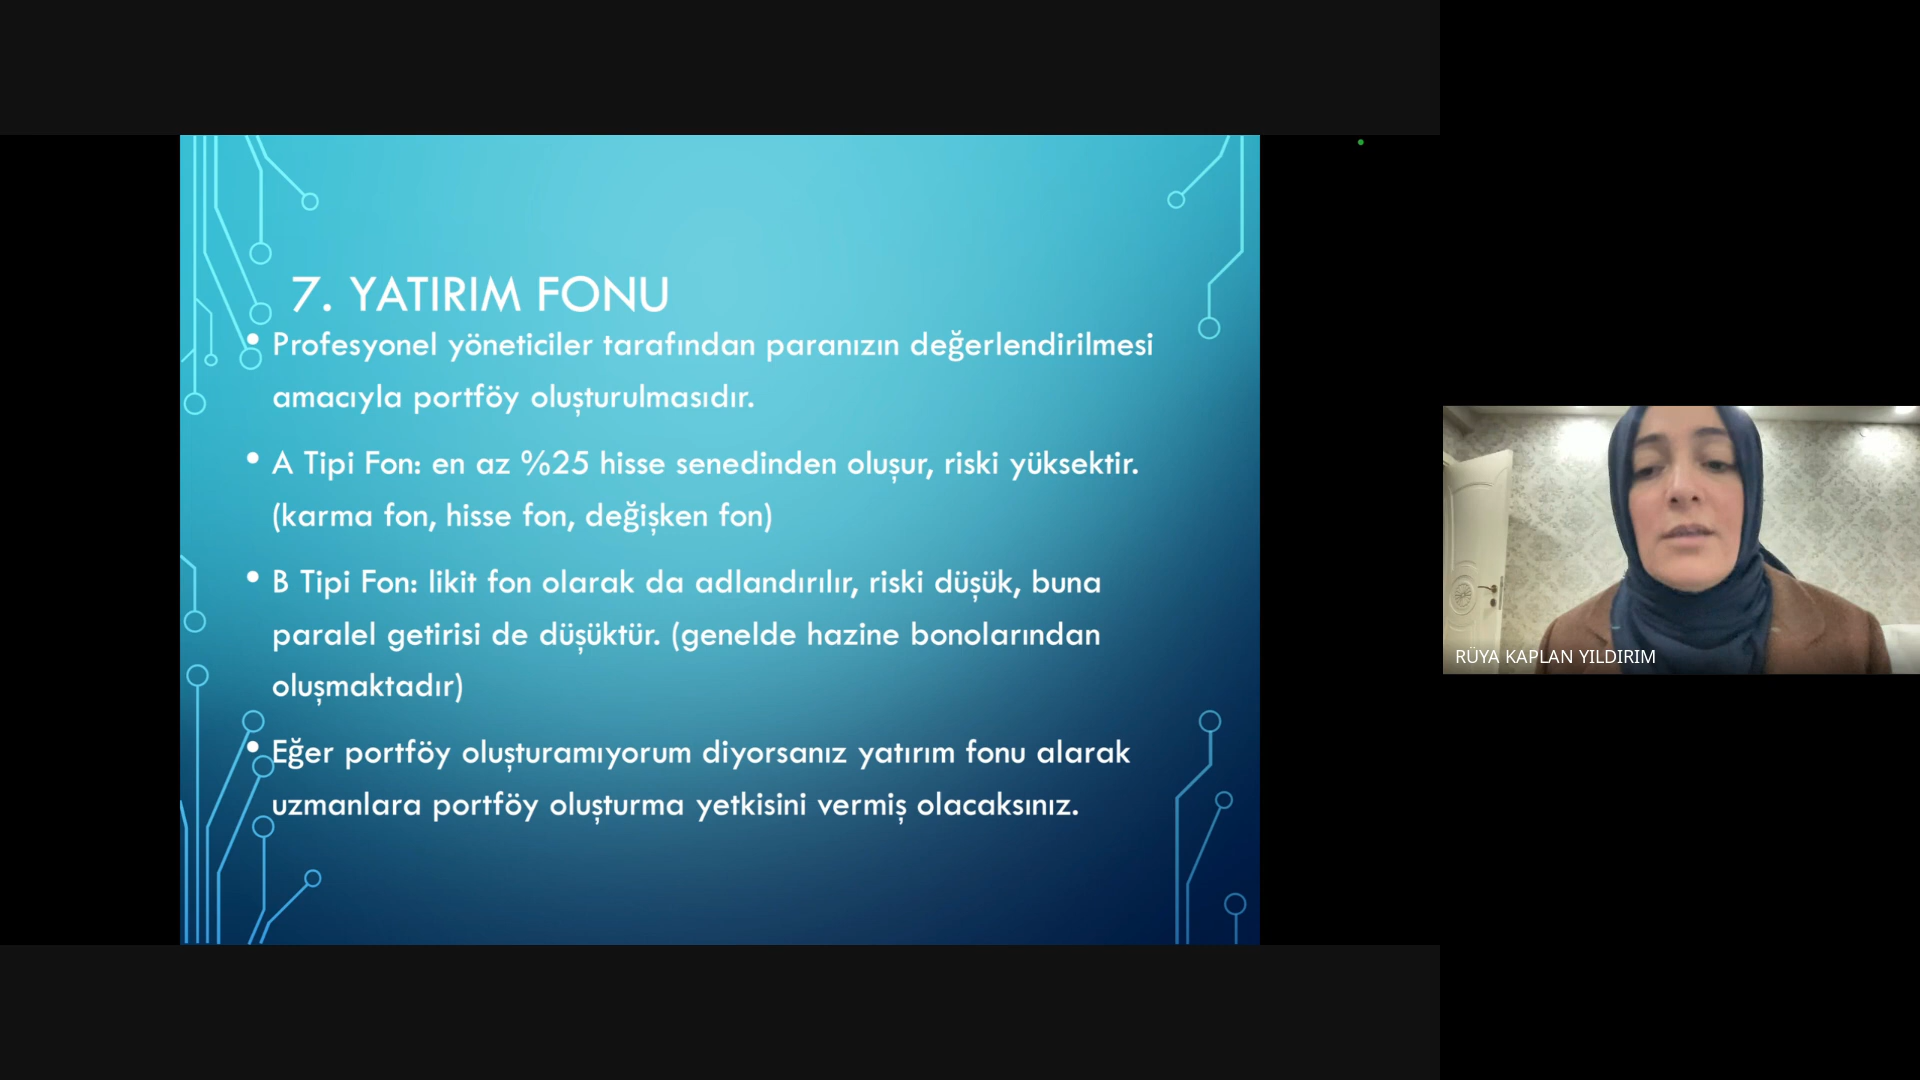 7. YATIRIM FONU
• Profesyonel yöneticiler tarafından paranızın değerlendirilmesi
amacıyla portföy oluşturulmasıdır.
• A Tipi Fon: en az %25 hisse senedinden oluşur, riski yüksektir.
(karma fon, hisse fon, değişken fon)
• B Tipi Fon: likit fon olarak da adlandırılır, riski düşük, buna
paralel getirisi de düşüktür. (genelde hazine bonolarından
oluşmaktadır)
• Eğer portföy oluşturamıyorum diyorsanız yatırım fonu alarak
uzmanlara portföy oluşturma yetkisini vermiş olacaksınız.
RÜYA KAPLAN YILDIRIM